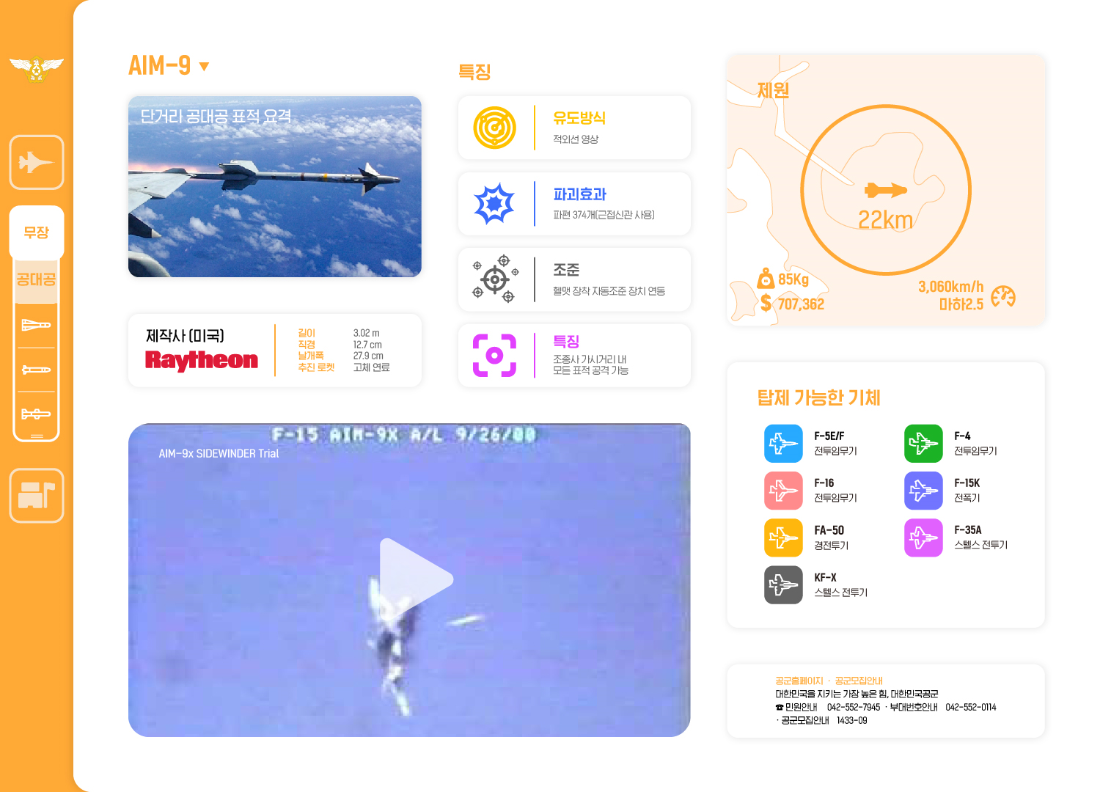 무장
공대공
AIM-9 ▼
단거리 공대공 표적 요격
제작사 (미국)
Raytheon
길이 3.02 m
직경 12.7 cm
날개폭 27.9 cm
추진 로켓 고체 연료
특징
유도방식
적외선 영상
파괴효과
파편 374개(근접신관 사용)
조준
헬멧 장착 자동조준 장치 연동
특징
조종사 가시거리 내
모든 표적 공격 가능
F-15 AIM-9X A/L 9/26/00
AIM-9x SIDEWINDER Trial
제원
22km
85Kg
$ 707,362
3,060km/h
마하2.5
탑제 가능한 기체
F-5E/F
전투임무기
F-4
전투임무기
F-16
전투임무기
F-15K
전폭기
FA-50
경전투기
F-35A
스텔스 전투기
KF-X
스텔스 전투기
공군홈페이지 · 공군모집안내
대한민국을 지키는 가장 높은 힘, 대한민국공군
☎ 민원안내 042-552-7945 · 부대번호안내 042-552-0114
· 공군모집안내 1433-09